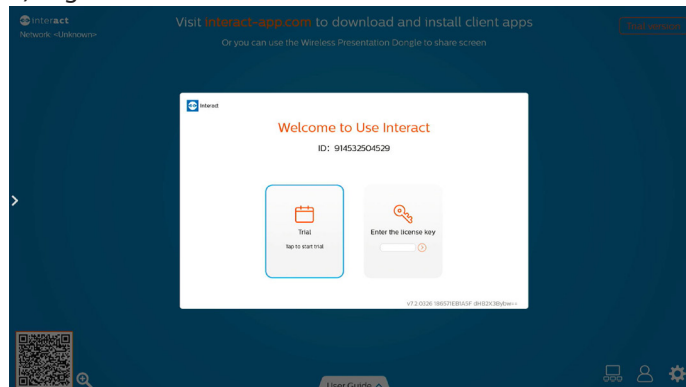 Interact
Network: <Unknown>
Visit interact-app.com to download and install client apps
Or you can use the Wireless Presentation Dongle to share screen
Trial version
Interact
Welcome to Use Interact
ID: 914532504529
Trial
Tap to start trial
Enter the license key
User Guide